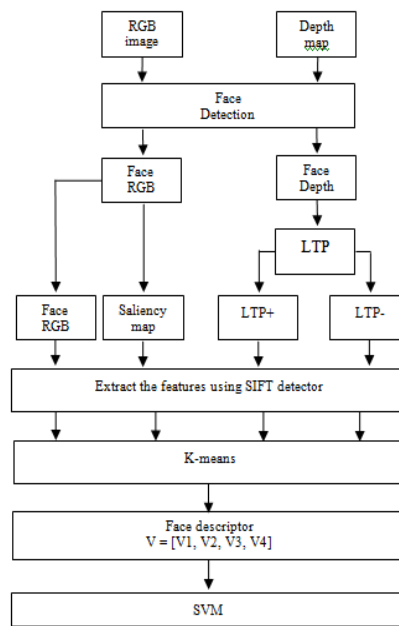 RGB
image
Depth
map
Face
Detection
Face
RGB
Face
Depth
LTP
Face
RGB
Saliency
map
LTP+
LTP-
Extract the features using SIFT detector
K-means
Face descriptor
V = [V1, V2, V3, V4]
SVM